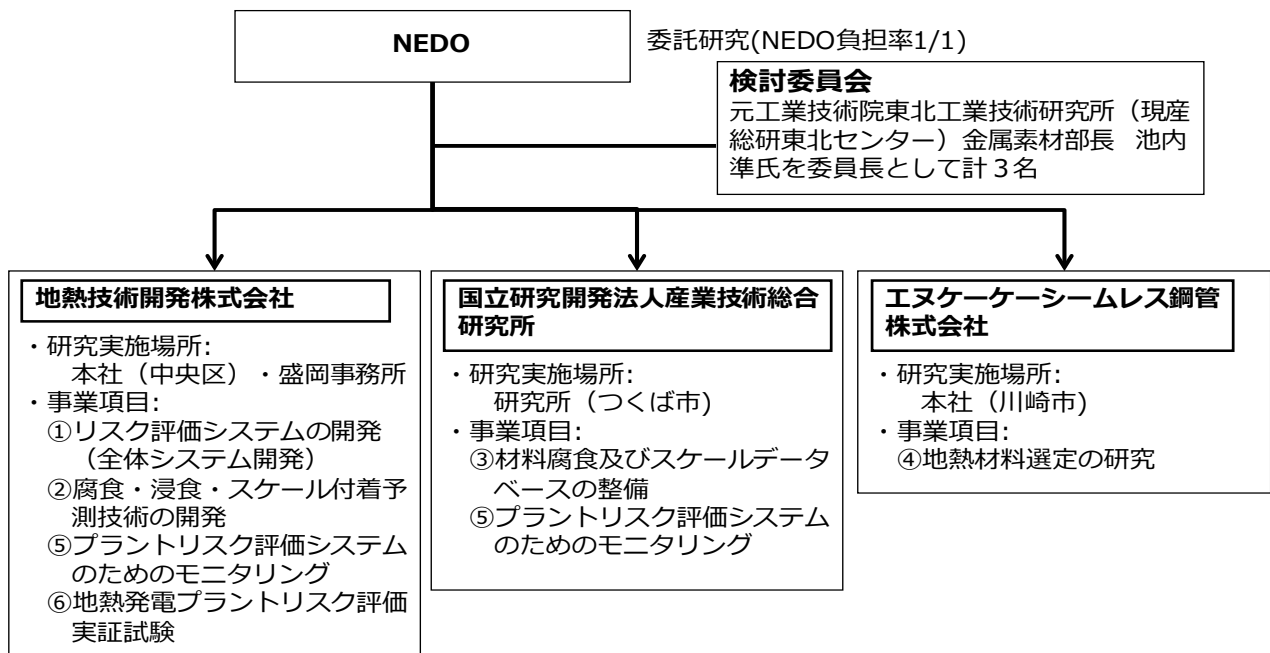 NEDO
委託研究(NEDO負担率1/1)
検討委員会
元工業技術院東北工業技術研究所（現産
総研東北センター）金属素材部長 池内
準氏を委員長として計３名
地熱技術開発株式会社
・研究実施場所:
本社（中央区）・盛岡事務所
・事業項目:
①リスク評価システムの開発
（全体システム開発）
②腐食・浸食・スケール付着予
測技術の開発
⑤プラントリスク評価システム
のためのモニタリング
⑥地熱発電プラントリスク評価
実証試験
国立研究開発法人産業技術総合
研究所
・研究実施場所:
研究所（つくば市)
・事業項目:
③材料腐食及びスケールデータ
ベースの整備
⑤プラントリスク評価システム
のためのモニタリング
エヌケーケーシームレス鋼管
株式会社
・研究実施場所:
本社（川崎市)
・事業項目:
④地熱材料選定の研究